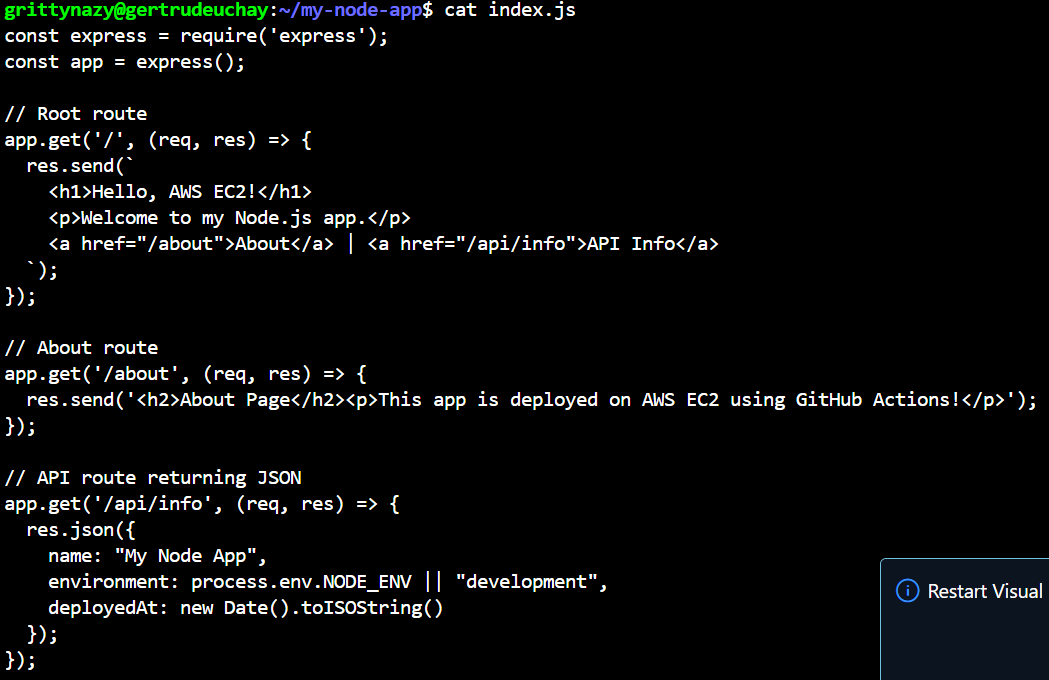 grittynazy@gertrudeuchay:~/my-node-app$ cat index.js
const express = require('express');
const app = express();

// Root route
app.get('/', (req, res) => {
  res.send(`
    <h1>Hello, AWS EC2!</h1>
    <p>Welcome to my Node.js app.</p>
    <a href="/about">About</a> | <a href="/api/info">API Info</a>
  `);
});

// About route
app.get('/about', (req, res) => {
  res.send('<h2>About Page</h2><p>This app is deployed on AWS EC2 using GitHub Actions!</p>');
});

// API route returning JSON
app.get('/api/info', (req, res) => {
  res.json({
    name: "My Node App",
    environment: process.env.NODE_ENV || "development",
    deployedAt: new Date().toISOString()
  });
});
Restart Visual